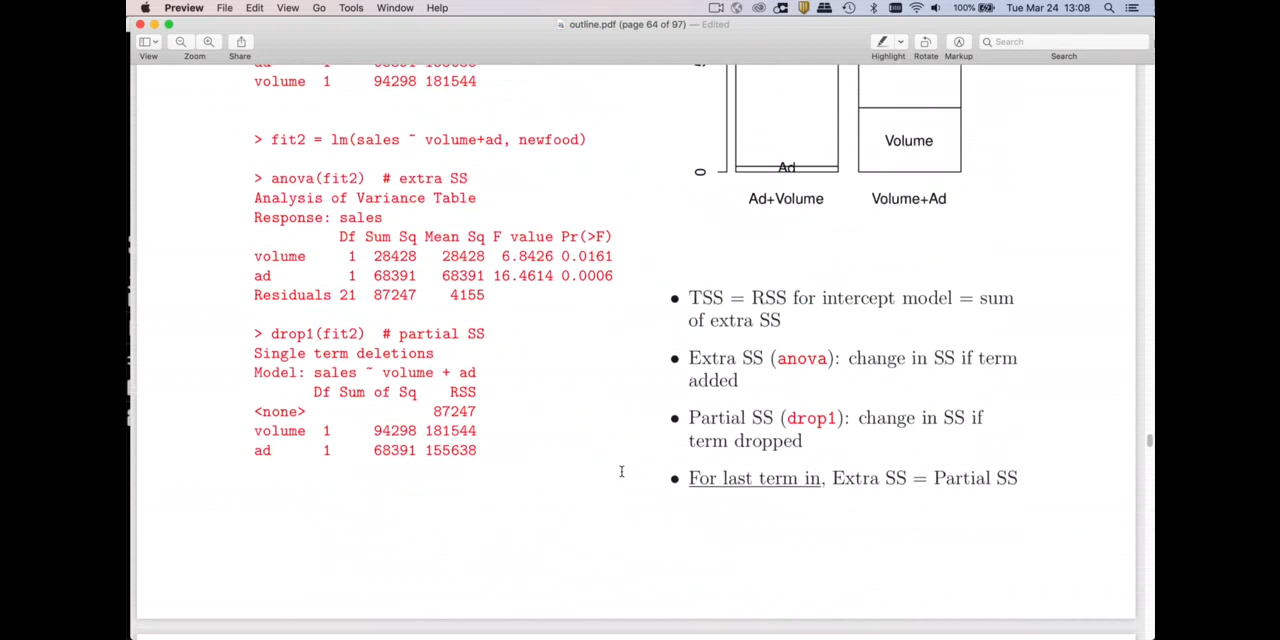 Preview File Edit View Go Tools Window Help 100% Tue Mar 24 13:08
outline.pdf (page 64 of 97) — Edited
View Zoom Share Highlight Rotate Markup Search
Search
volume 1 94298 181544
> fit2 = lm(sales ~ volume+ad, newfood)
> anova(fit2) # extra SS
Analysis of Variance Table
Response: sales
Df Sum Sq Mean Sq F value Pr(>F)
volume 1 28428 28428 6.8426 0.0161
ad 1 68391 68391 16.4614 0.0006
Residuals 21 87247 4155
> drop1(fit2) # partial SS
Single term deletions
Model: sales ~ volume + ad
Df Sum of Sq RSS
<none> 87247
volume 1 94298 181544
ad 1 68391 155638
Volume
0 Ad
Ad+Volume Volume+Ad
• TSS = RSS for intercept model = sum
of extra SS
• Extra SS (anova): change in SS if term
added
• Partial SS (drop1): change in SS if
term dropped
• For last term in, Extra SS = Partial SS